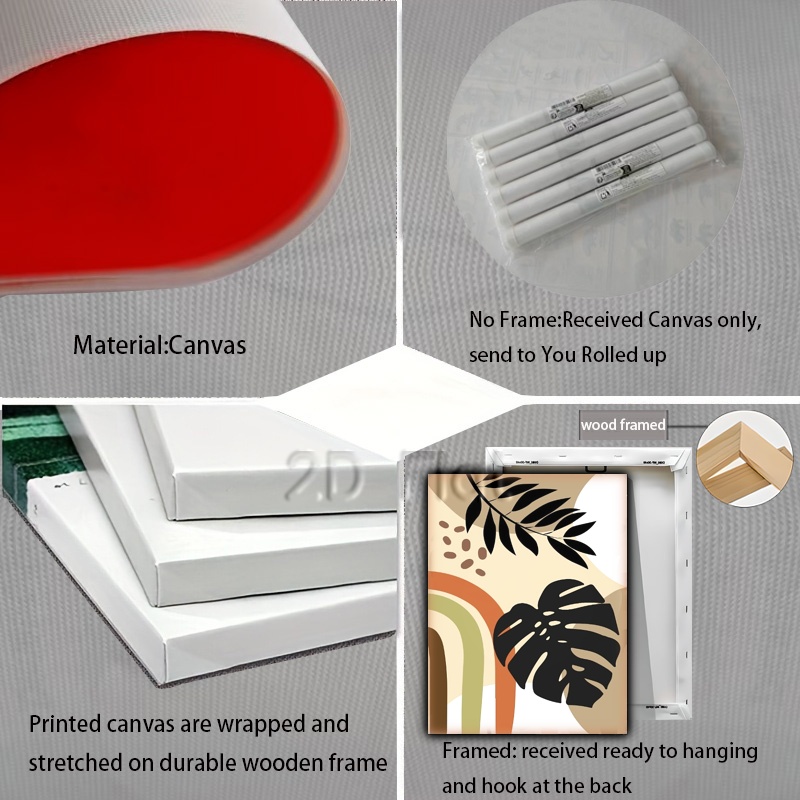 Material:Canvas
No Frame:Received Canvas only,
send to You Rolled up
wood framed
2D
Printed canvas are wrapped and
stretched on durable wooden frame
Framed: received ready to hanging
and hook at the back